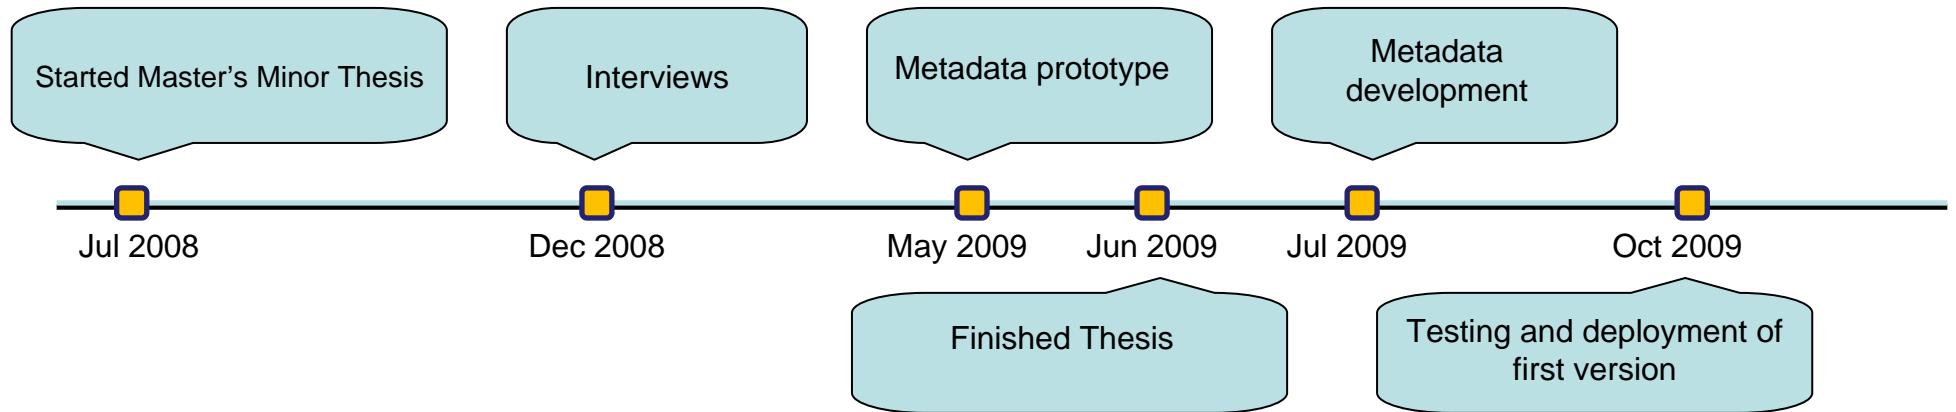 Started Master's Minor Thesis
Interviews
Metadata prototype
Metadata
development
Jul 2008
Dec 2008
May 2009
Jun 2009
Jul 2009
Oct 2009
Finished Thesis
Testing and deployment of
first version